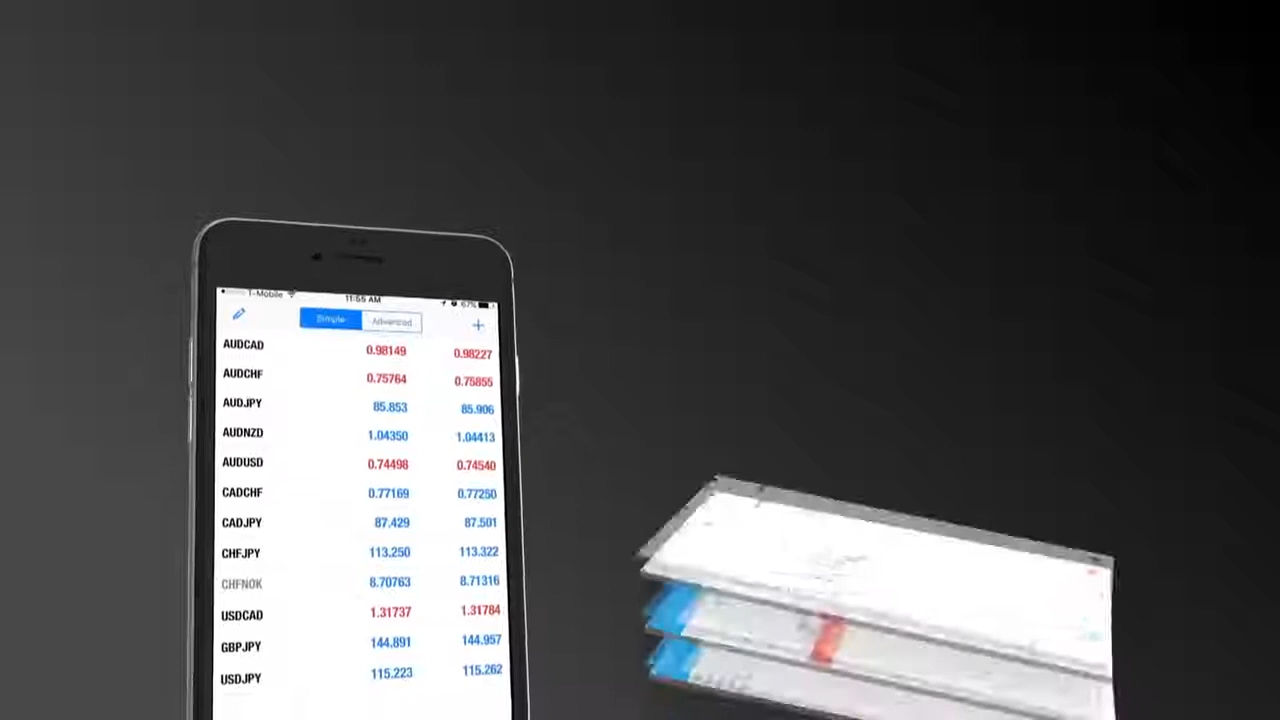 T-Mobile 11:55 AM 67%
Simple Advanced +
AUDCAD 0.98149 0.98227
AUDCHF 0.75764 0.75855
AUDJPY 85.853 85.906
AUDNZD 1.04350 1.04413
AUDUSD 0.74498 0.74540
CADCHF 0.77169 0.77250
CADJPY 87.429 87.501
CHFJPY 113.250 113.322
CHFNOK 8.70763 8.71316
USDCAD 1.31737 1.31784
GBPJPY 144.891 144.957
USDJPY 115.223 115.262